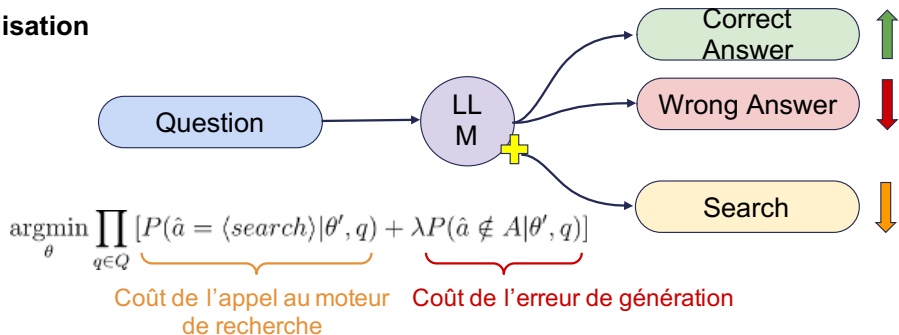 isation
Correct
Answer
LL
M
Wrong Answer
Question
Search
argmin_θ ∏_{q∈Q} [P(â = ⟨search⟩|θ′, q) + λP(â ∉ A|θ′, q)]
Coût de l'appel au moteur
de recherche
Coût de l'erreur de génération